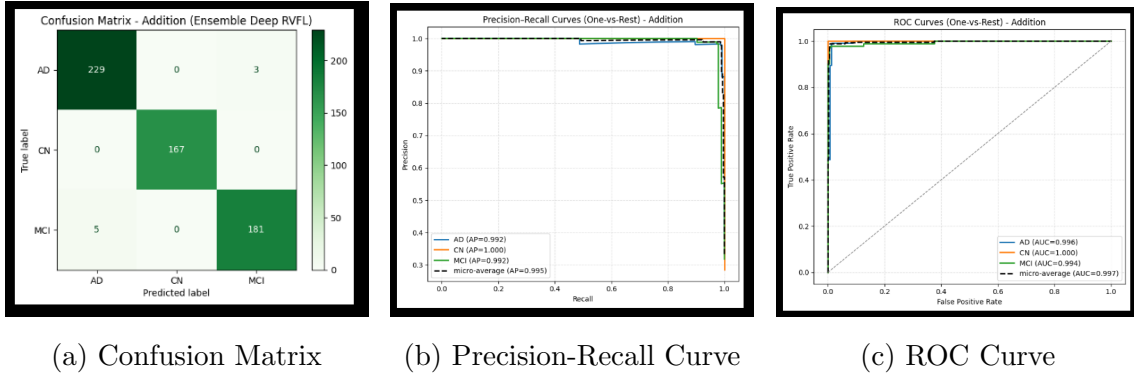 Confusion Matrix - Addition (Ensemble Deep RVFL)
True label
AD
CN
MCI
229 0 3
0 167 0
5 0 181
AD CN MCI
Predicted label
200
150
100
50
0
Precision-Recall Curves (One-vs-Rest) - Addition
Precision
1.0
0.9
0.8
0.7
0.6
0.5
0.4
0.3
AD (AP=0.992)
CN (AP=1.000)
MCI (AP=0.992)
micro-average (AP=0.995)
0.0 0.2 0.4 0.6 0.8 1.0
Recall
ROC Curves (One-vs-Rest) - Addition
True Positive Rate
1.0
0.8
0.6
0.4
0.2
0.0
AD (AUC=0.996)
CN (AUC=1.000)
MCI (AUC=0.994)
micro-average (AUC=0.997)
0.0 0.2 0.4 0.6 0.8 1.0
False Positive Rate
(a) Confusion Matrix
(b) Precision-Recall Curve
(c) ROC Curve